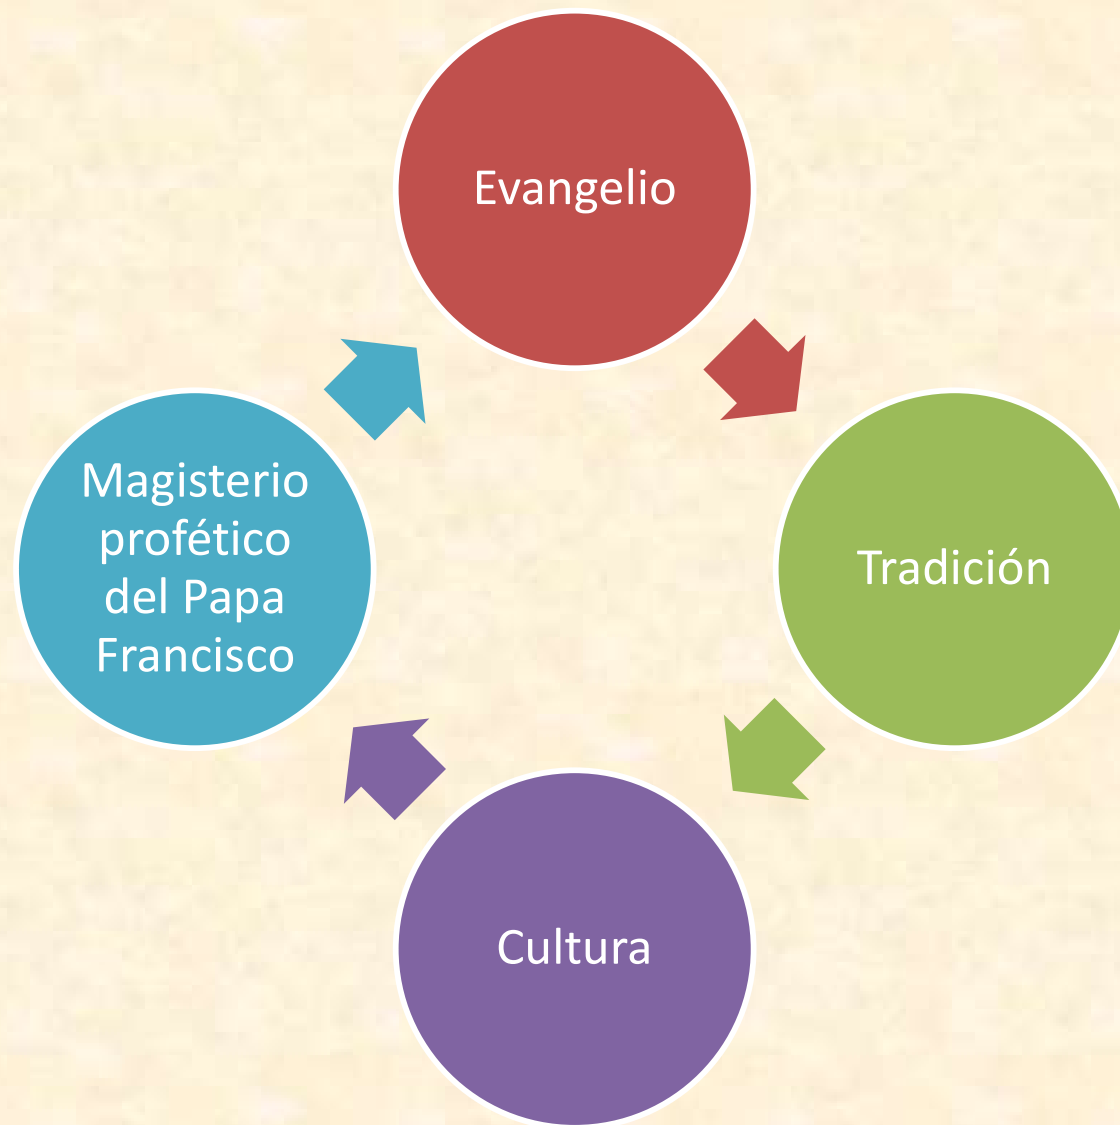 Evangelio
Tradición
Cultura
Magisterio
profético
del Papa
Francisco